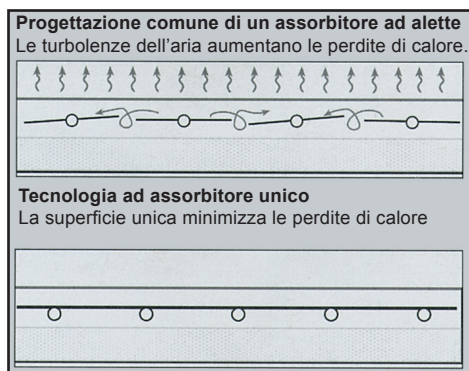 Progettazione comune di un assorbitore ad alette
Le turbolenze dell'aria aumentano le perdite di calore.
Tecnologia ad assorbitore unico
La superficie unica minimizza le perdite di calore